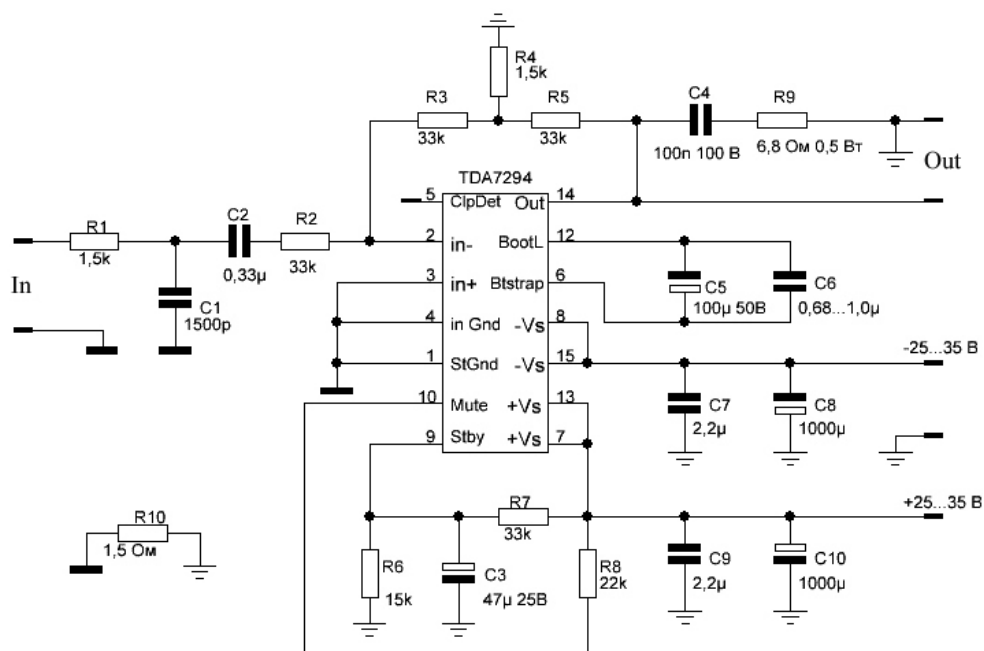 R4
1,5k
R3
33k
R5
33k
C4
100n 100 В
R9
6,8 Ом 0,5 Вт
Out
TDA7294
5 ClpDet Out 14
2 in- BootL 12
3 in+ Btstrap 6
4 in Gnd -Vs 8
1 StGnd -Vs 15
10 Mute +Vs 13
9 Stby +Vs 7
In
R1
1,5k
C1
1500p
C2
0,33µ
R2
33k
C5
100µ 50В
C6
0,68...1,0µ
-25...35 В
C7
2,2µ
C8
1000µ
+25...35 В
R10
1,5 Ом
R6
15k
C3
47µ 25В
R7
33k
R8
22k
C9
2,2µ
C10
1000µ